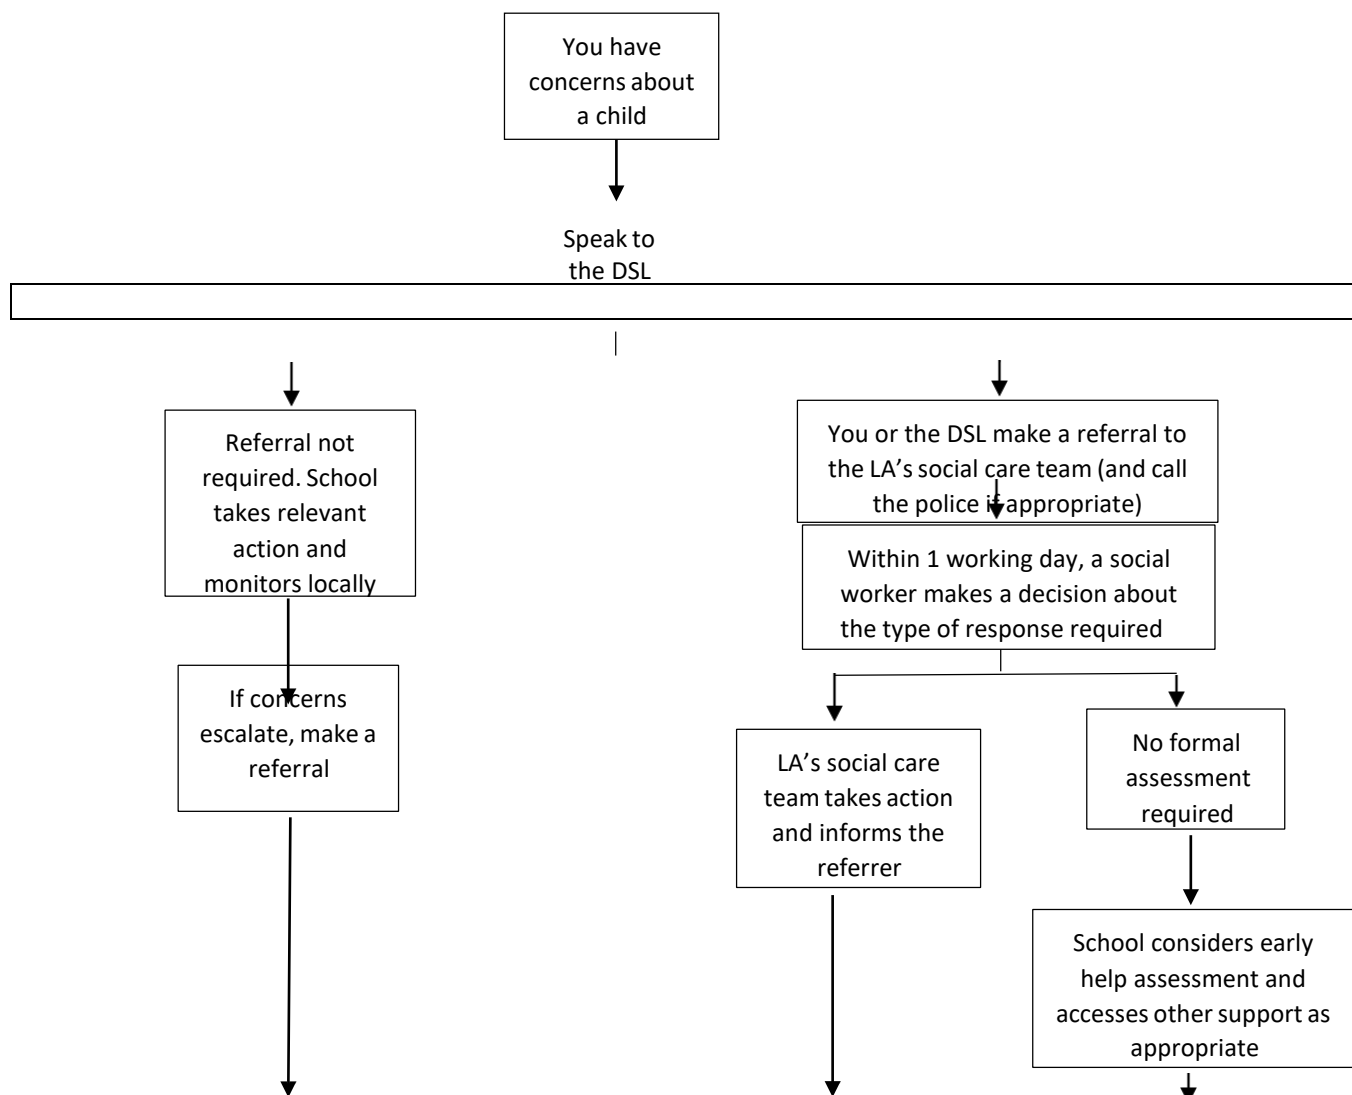 You have
concerns about
a child
Speak to
the DSL
Referral not
required. School
takes relevant
action and
monitors locally
If concerns
escalate, make a
referral
You or the DSL make a referral to
the LA’s social care team (and call
the police if appropriate)
Within 1 working day, a social
worker makes a decision about
the type of response required
LA’s social care
team takes action
and informs the
referrer
No formal
assessment
required
School considers early
help assessment and
accesses other support as
appropriate